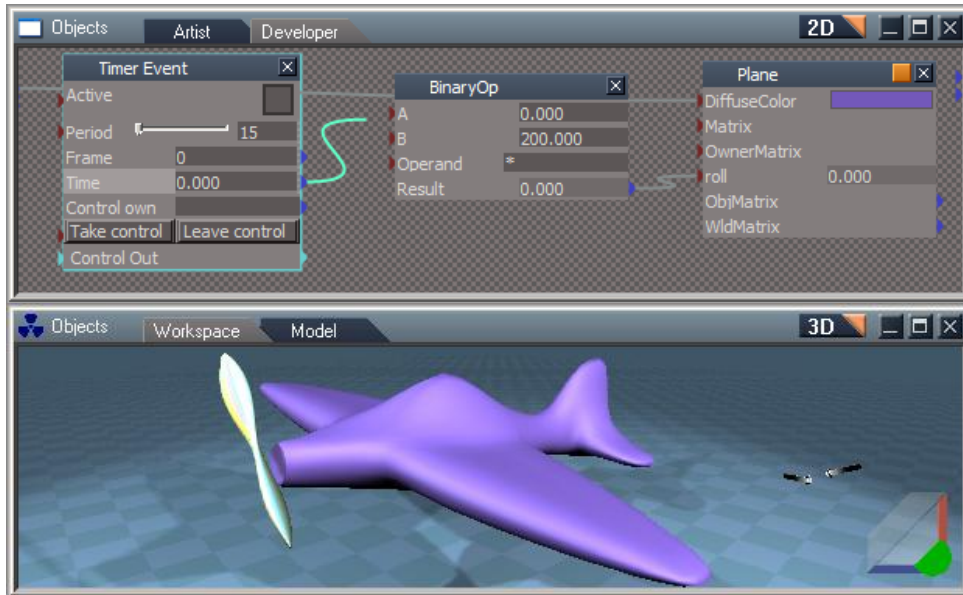 Objects Artist Developer 2D
Timer Event
Active
Period 15
Frame 0
Time 0.000
Control own
Take control Leave control
Control Out
BinaryOp
A 0.000
B 200.000
Operand *
Result 0.000
Plane
DiffuseColor
Matrix
OwnerMatrix
roll 0.000
ObjMatrix
WldMatrix
Objects Workspace Model 3D